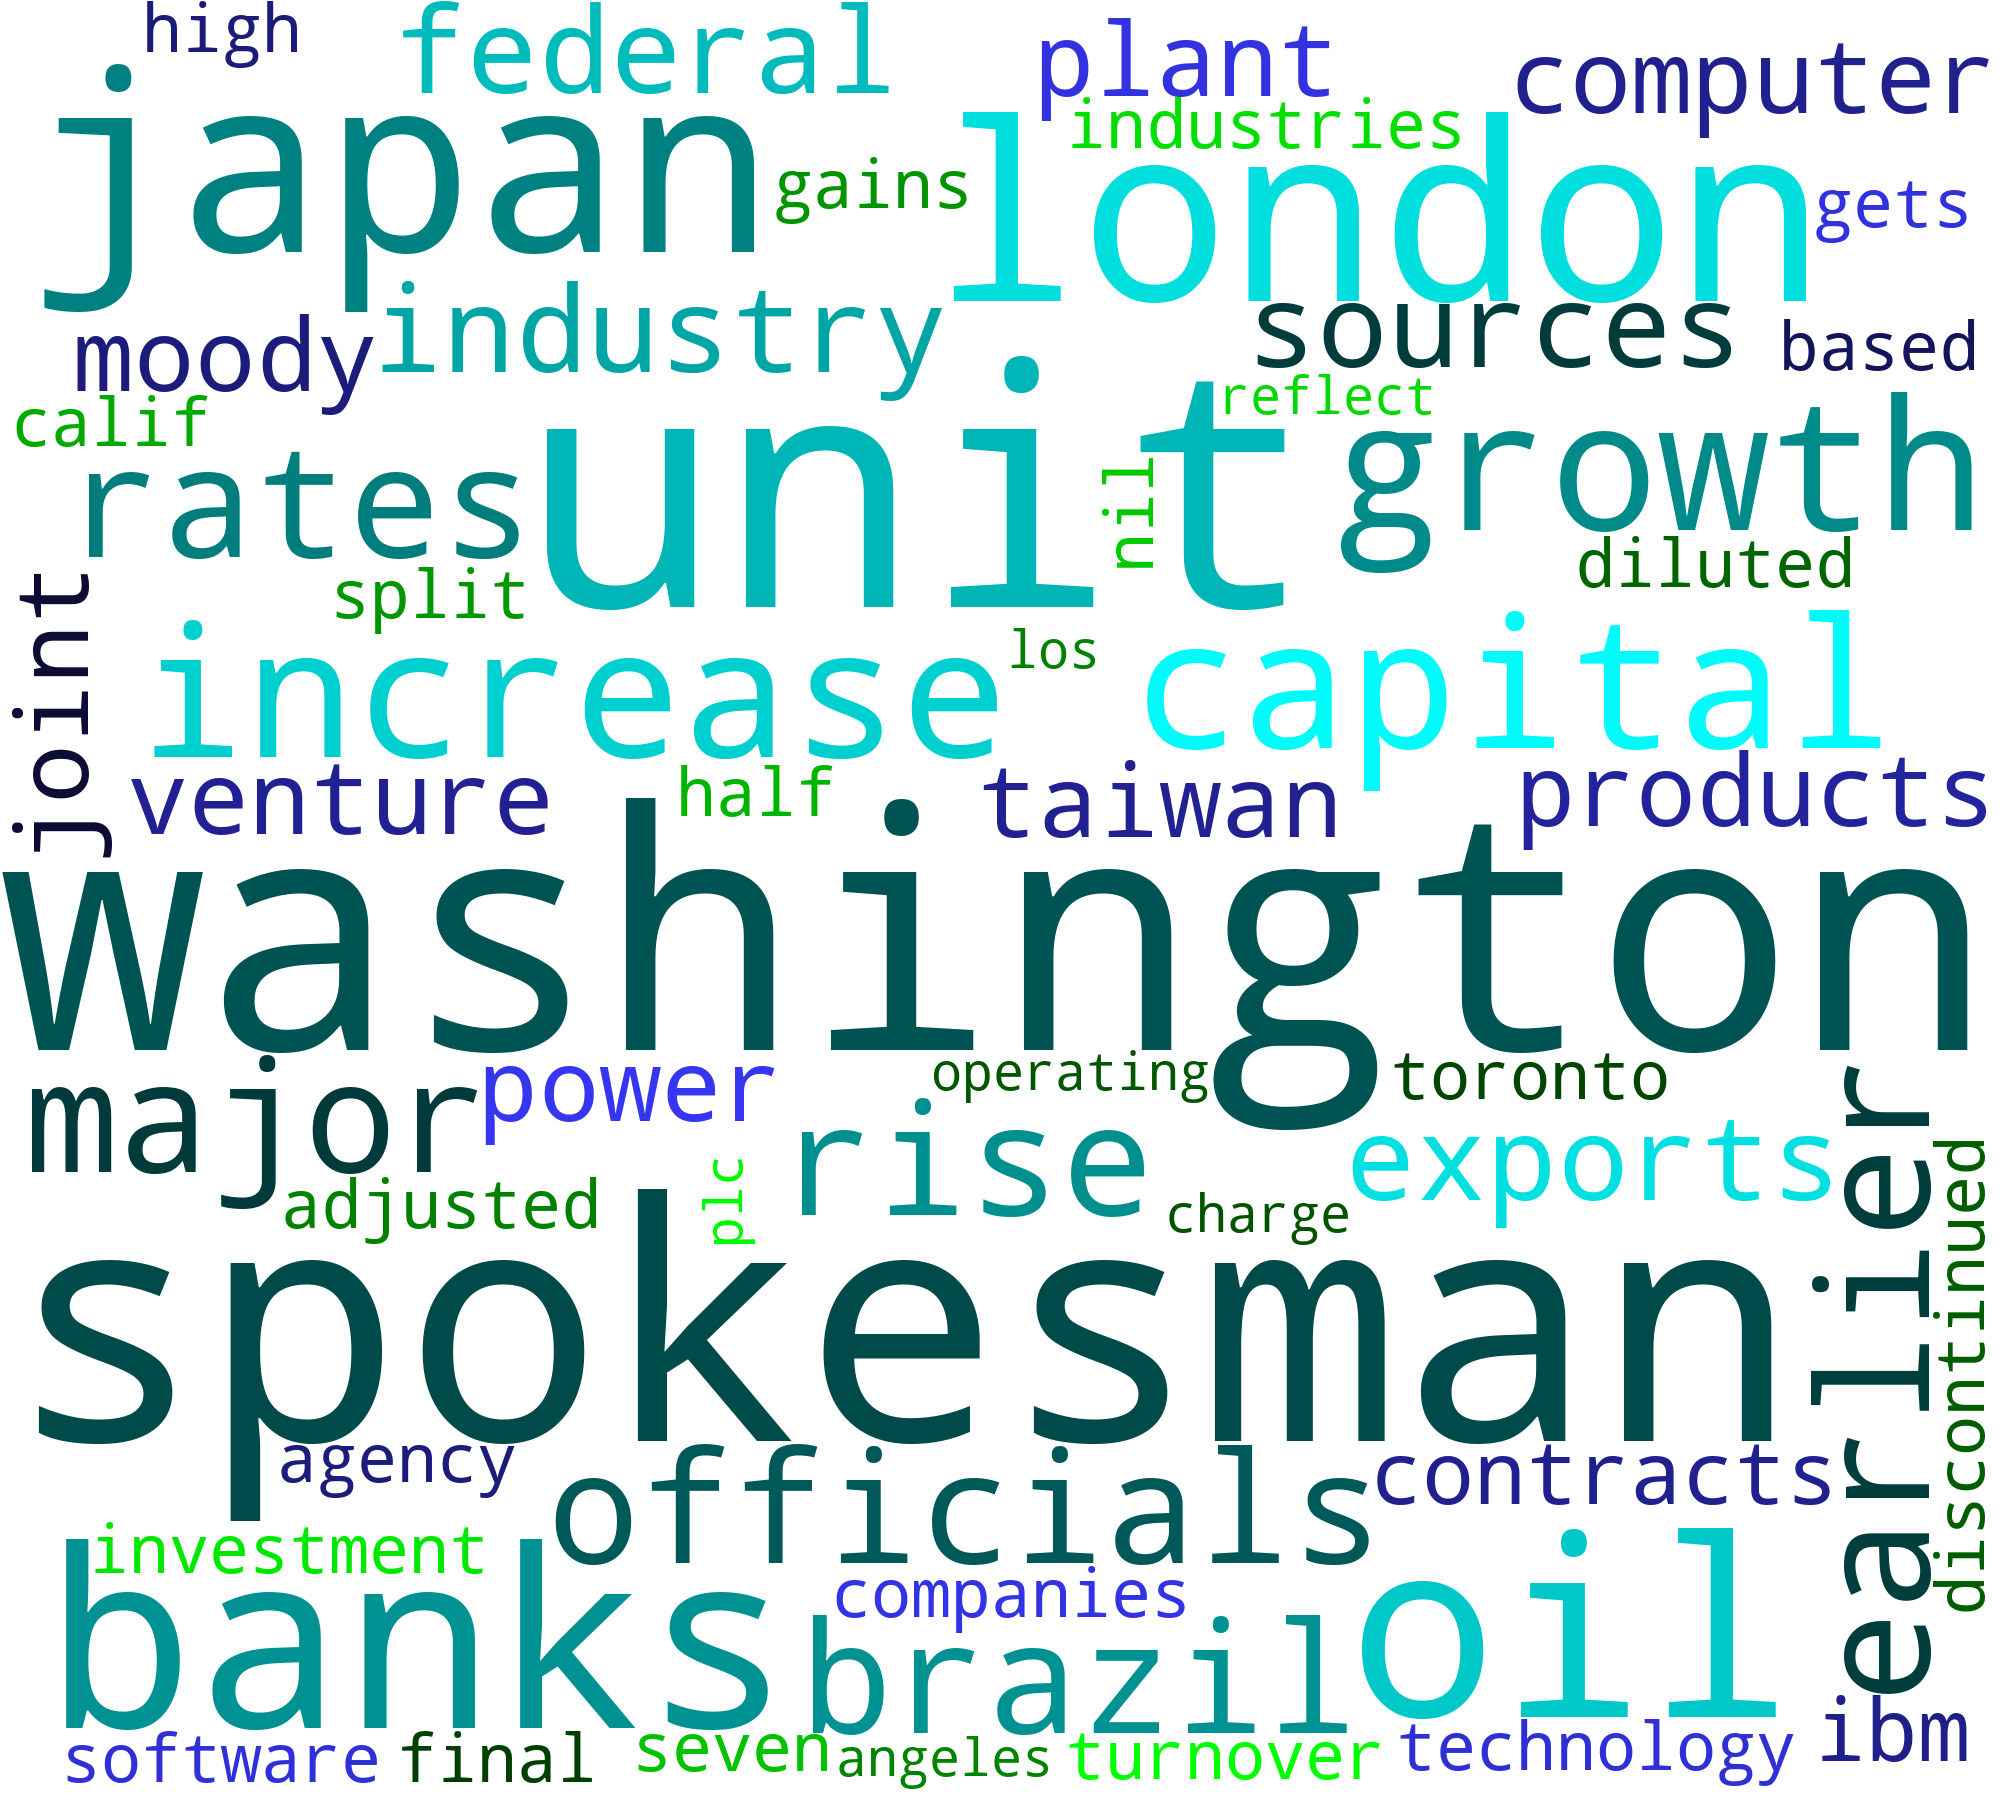 high
federal
plant
computer
japan
industries
london
gains
gets
industry
moody
sources
based
calif
reflect
rates
unit
nil
growth
diluted
joint
split
increase
los
capital
venture
half
taiwan
products
washington
major
power
operating
toronto
earlier
rise
exports
discontinued
adjusted
plc
charge
spokesman
agency
officials
contracts
investment
banks
companies
brazil
oil
software
final
seven
angeles
turnover
technology
ibm